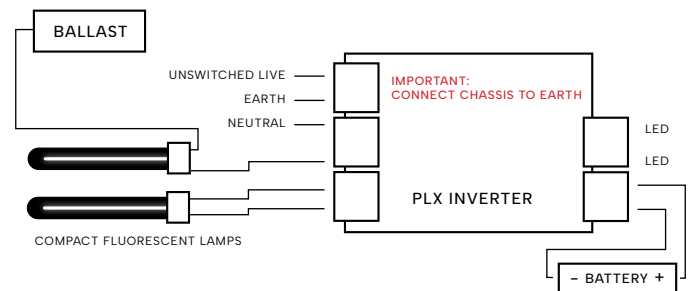 BALLAST
UNSWITCHED LIVE
EARTH
NEUTRAL
IMPORTANT:
CONNECT CHASSIS TO EARTH
LED
LED
PLX INVERTER
COMPACT FLUORESCENT LAMPS
- BATTERY +